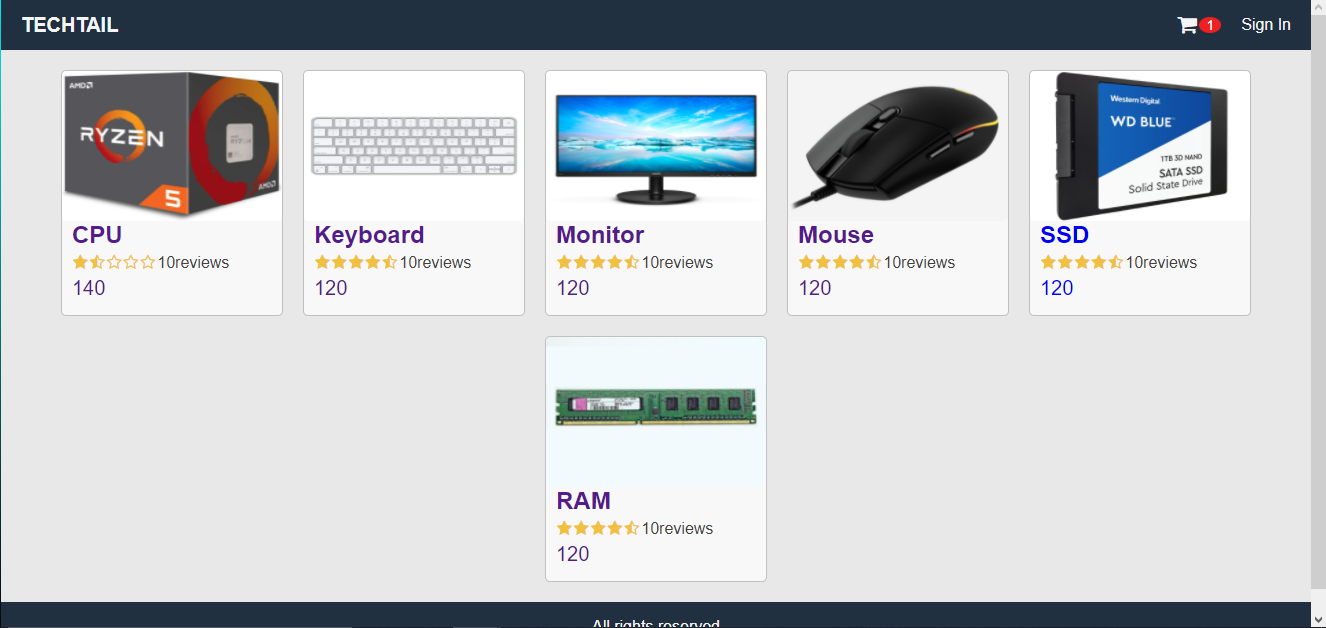 TECHTAIL
1
Sign In
AMD
RYZEN
5
AMD
Western Digital
WD BLUE™
1TB 3D NAND
SATA SSD
Solid State Drive
CPU
10reviews
140
Keyboard
10reviews
120
Monitor
10reviews
120
Mouse
10reviews
120
SSD
10reviews
120
RAM
10reviews
120
All rights reserved